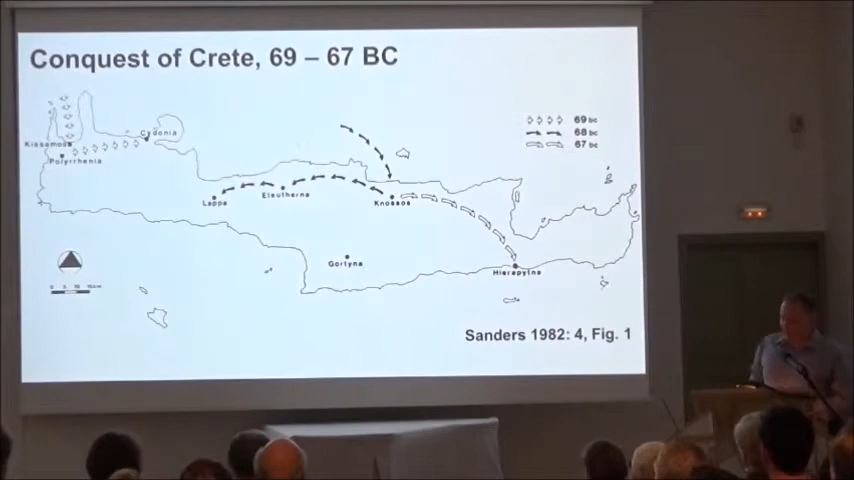 Conquest of Crete, 69 – 67 BC
69 BC
68 BC
67 BC
Cydonia
Kissamos
Polyrrhenia
Lappa
Eleutherna
Knossos
Gortyna
Hierapytna
Sanders 1982: 4, Fig. 1